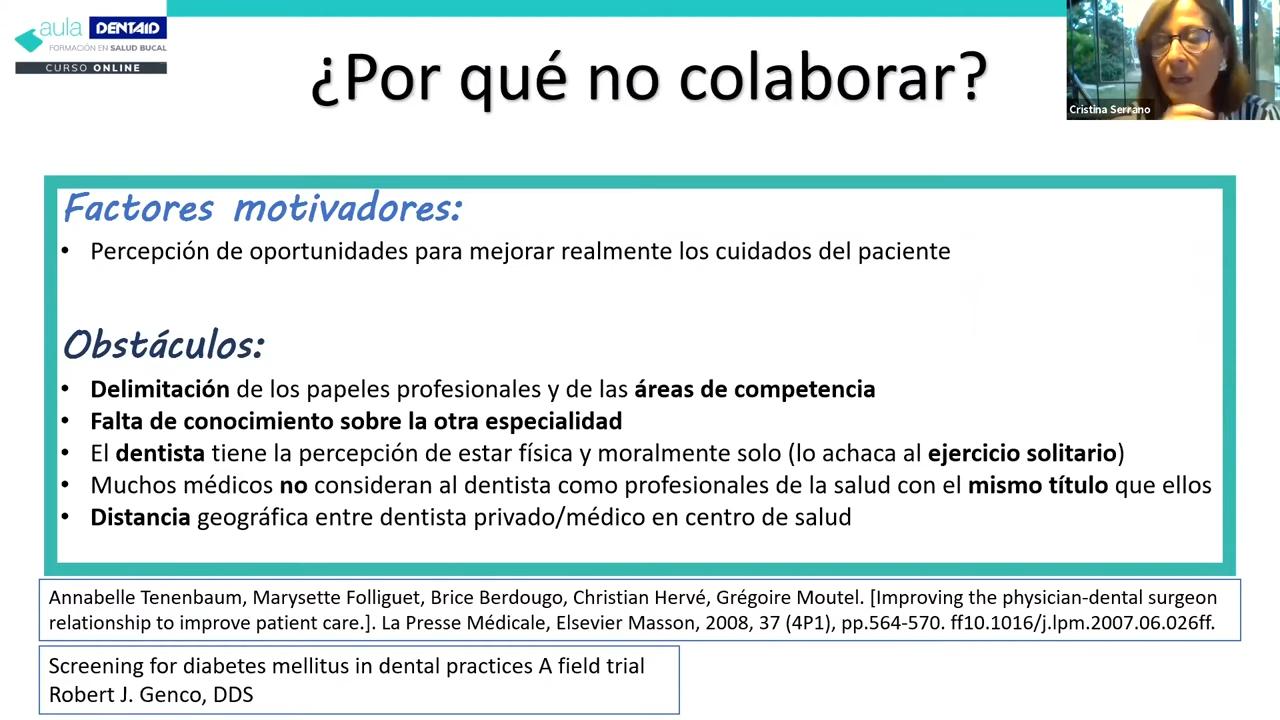 aula DENTAID
FORMACIÓN EN SALUD BUCAL
CURSO ONLINE
¿Por qué no colaborar?
Cristina Serrano
Factores motivadores:
• Percepción de oportunidades para mejorar realmente los cuidados del paciente
Obstáculos:
• Delimitación de los papeles profesionales y de las áreas de competencia
• Falta de conocimiento sobre la otra especialidad
• El dentista tiene la percepción de estar física y moralmente solo (lo achaca al ejercicio solitario)
• Muchos médicos no consideran al dentista como profesionales de la salud con el mismo título que ellos
• Distancia geográfica entre dentista privado/médico en centro de salud
Annabelle Tenenbaum, Marysette Folliguet, Brice Berdougo, Christian Hervé, Grégoire Moutel. [Improving the physician-dental surgeon
relationship to improve patient care.]. La Presse Médicale, Elsevier Masson, 2008, 37 (4P1), pp.564-570. ff10.1016/j.lpm.2007.06.026ff.
Screening for diabetes mellitus in dental practices A field trial
Robert J. Genco, DDS